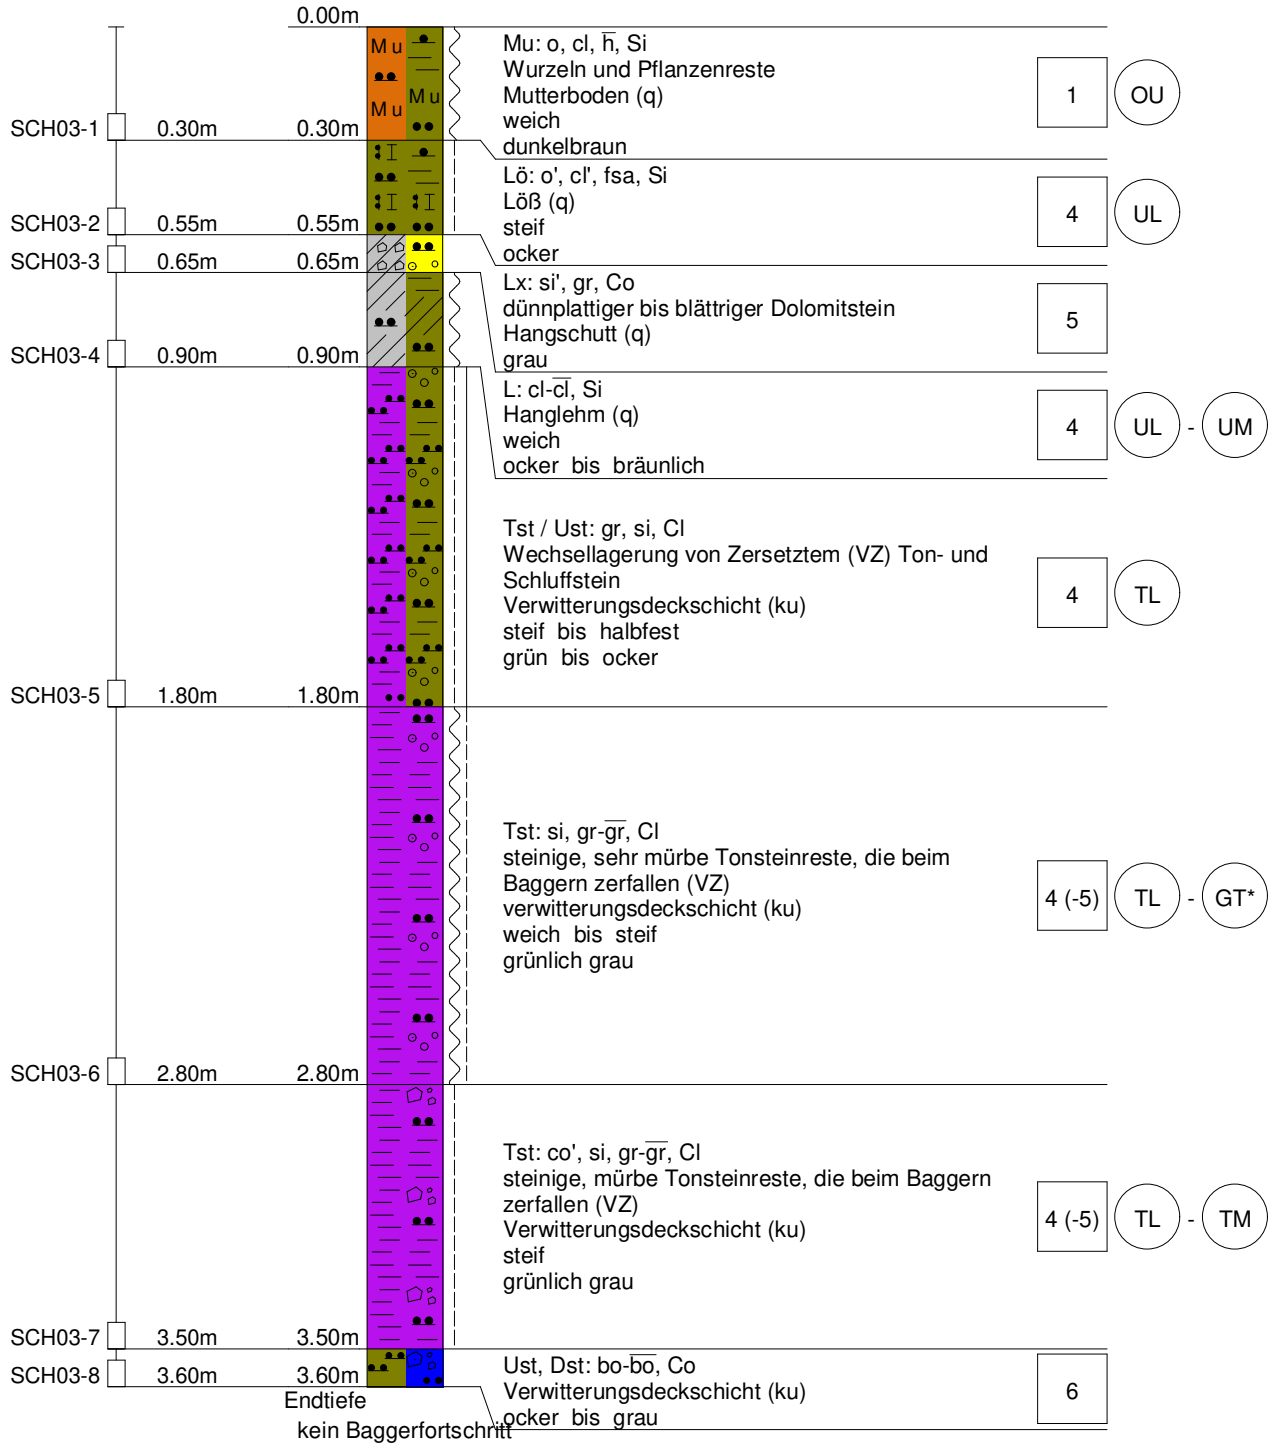 0.00m
Mu
Mu
Mu
Mu: o, cl, h̅, Si
Wurzeln und Pflanzenreste
Mutterboden (q)
weich
dunkelbraun
1 OU
SCH03-1 0.30m 0.30m
Lö: o', cl', fsa, Si
Löß (q)
steif
ocker
4 UL
SCH03-2 0.55m 0.55m
Lx: si', gr, Co
dünnplattiger bis blättriger Dolomitstein
Hangschutt (q)
grau
5
SCH03-3 0.65m 0.65m
L: cl-c̅l̅, Si
Hanglehm (q)
weich
ocker bis bräunlich
4 UL - UM
SCH03-4 0.90m 0.90m
Tst / Ust: gr, si, Cl
Wechsellagerung von Zersetztem (VZ) Ton- und
Schluffstein
Verwitterungsdeckschicht (ku)
steif bis halbfest
grün bis ocker
4 TL
SCH03-5 1.80m 1.80m
Tst: si, gr-g̅r̅, Cl
steinige, sehr mürbe Tonsteinreste, die beim
Baggern zerfallen (VZ)
verwitterungsdeckschicht (ku)
weich bis steif
grünlich grau
4 (-5) TL - GT*
SCH03-6 2.80m 2.80m
Tst: co', si, gr-g̅r̅, Cl
steinige, mürbe Tonsteinreste, die beim Baggern
zerfallen (VZ)
Verwitterungsdeckschicht (ku)
steif
grünlich grau
4 (-5) TL - TM
SCH03-7 3.50m 3.50m
Ust, Dst: bo-b̅o̅, Co
Verwitterungsdeckschicht (ku)
ocker bis grau
6
SCH03-8 3.60m 3.60m
Endtiefe
kein Baggerfortschritt